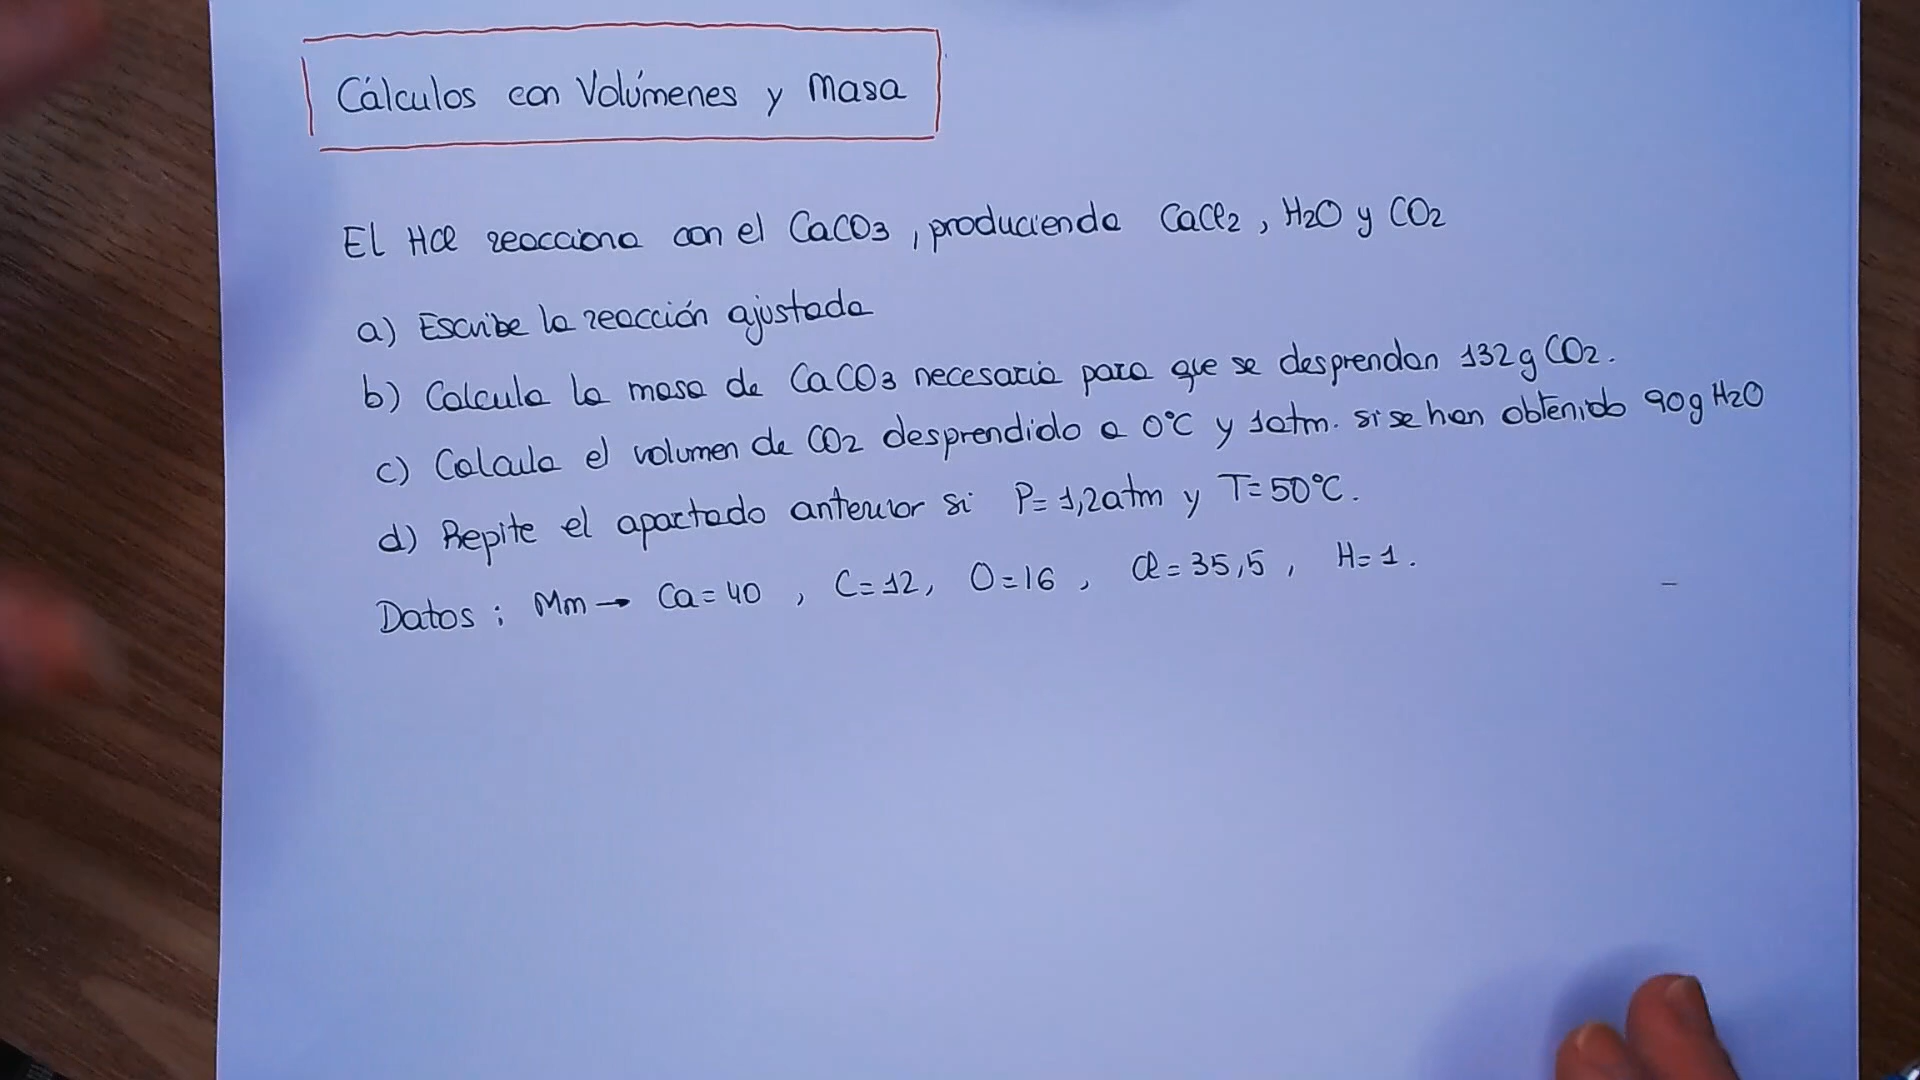 Cálculos con Volúmenes y Masa
El HCl reacciona con el CaCO3, produciendo CaCl2, H2O y CO2
a) Escribe la reacción ajustada
b) Calcula la masa de CaCO3 necesaria para que se desprendan 132g CO2.
c) Calcula el volumen de CO2 desprendido a 0°C y 1atm. si se han obtenido 90g H2O
d) Repite el apartado anterior si P= 1,2atm y T= 50°C.
Datos: Mm → Ca= 40, C= 12, O=16, Cl= 35,5, H= 1.